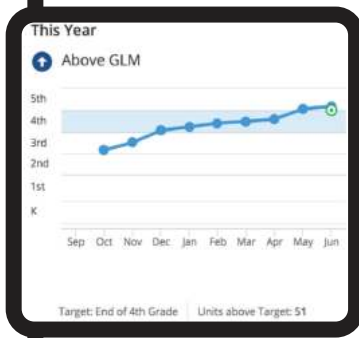 This Year
Above GLM
5th
4th
3rd
2nd
1st
K
Sep Oct Nov Dec Jan Feb Mar Apr May Jun
Target: End of 4th Grade Units above Target: 51